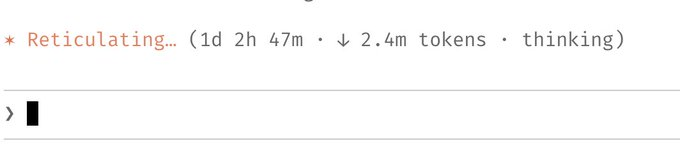 ✶ Reticulating… (1d 2h 47m · ↓ 2.4m tokens · thinking)
❯